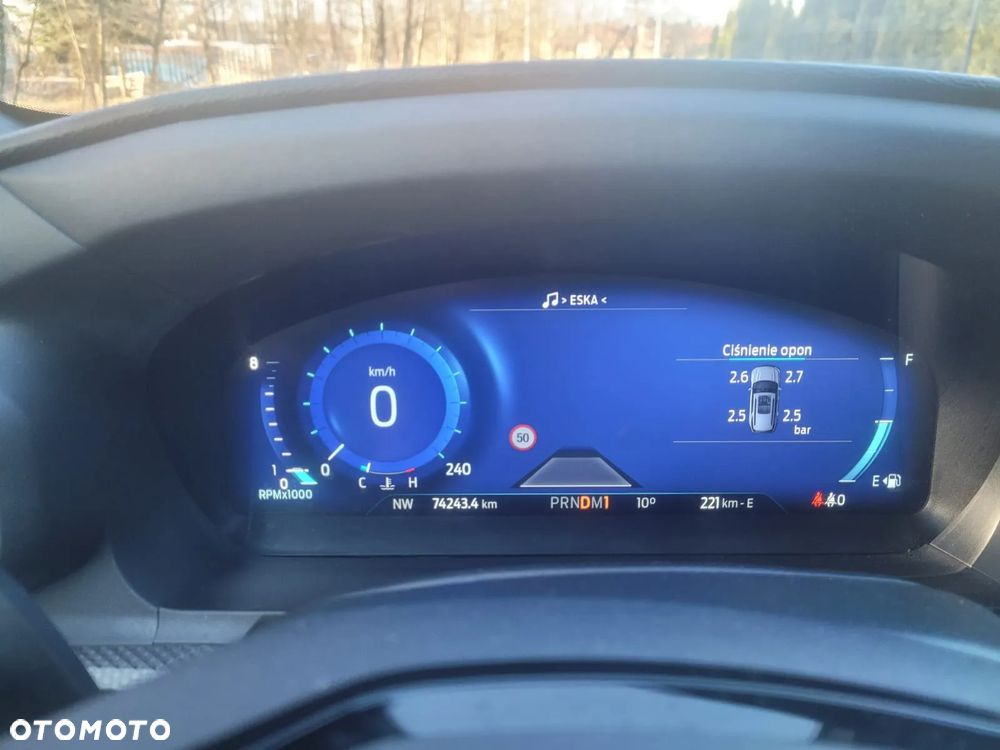 > ESKA <
Ciśnienie opon
2.6 2.7
2.5 2.5
bar
8
1
0
RPMx1000
km/h
0
0 240
C H
50
F
E
NW 74243.4 km PRNDM1 10° 221 km - E 0
OTOMOTO